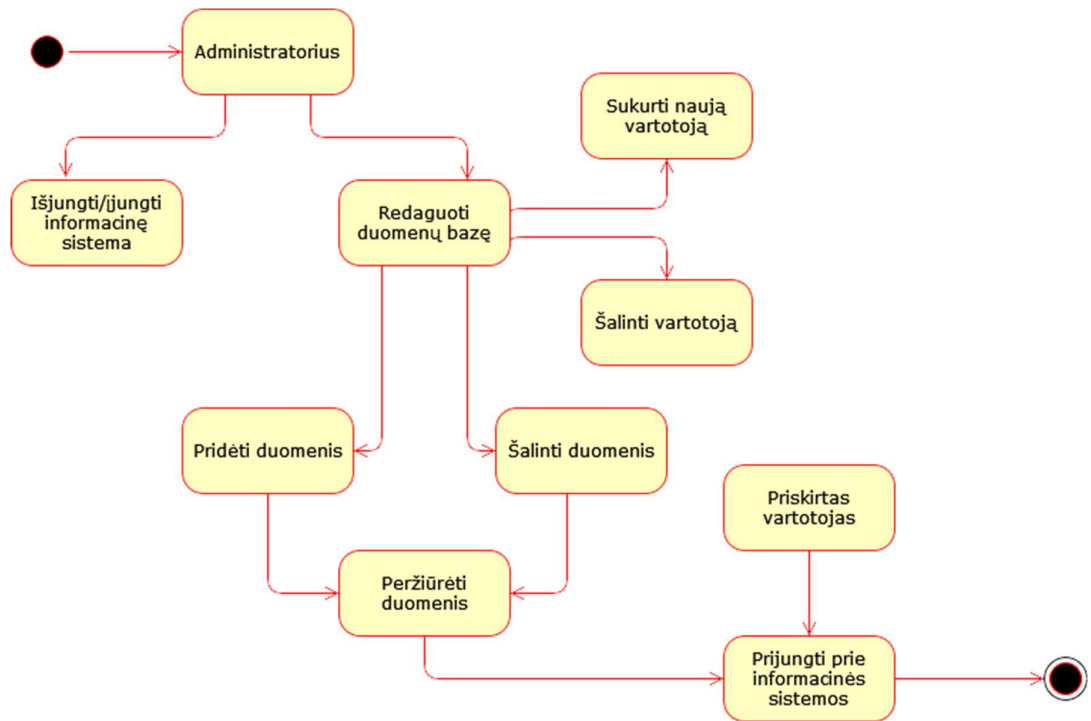 Administratorius
Sukurti naują
vartotoją
Išjungti/įjungti
informacinę
sistema
Redaguoti
duomenų bazę
Šalinti vartotoją
Pridėti duomenis
Šalinti duomenis
Priskirtas
vartotojas
Peržiūrėti
duomenis
Prijungti prie
informacinės
sistemos